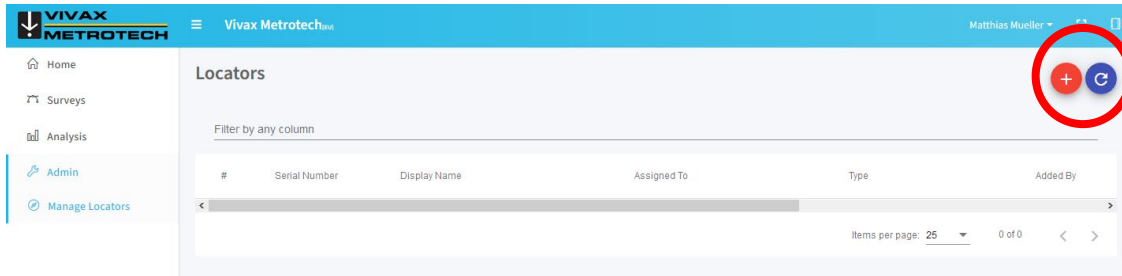 VIVAX
METROTECH
Vivax Metrotech
Matthias Mueller
Home
Surveys
Analysis
Admin
Manage Locators
Locators
Filter by any column
# Serial Number Display Name Assigned To Type Added By
Items per page: 25 0 of 0